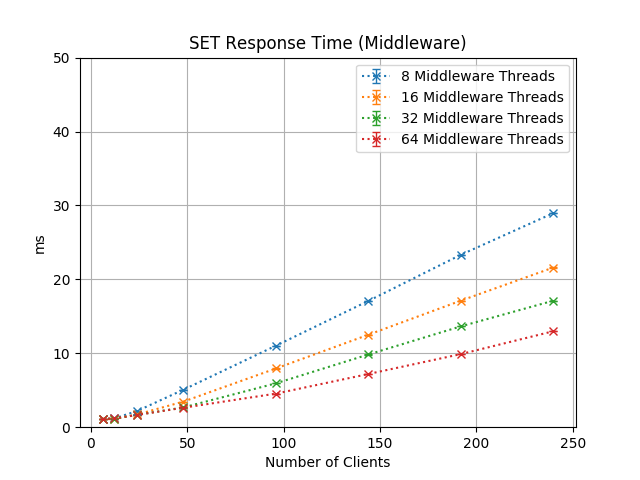 SET Response Time (Middleware)
50
40
30
20
10
0
ms
8 Middleware Threads
16 Middleware Threads
32 Middleware Threads
64 Middleware Threads
0 50 100 150 200 250
Number of Clients